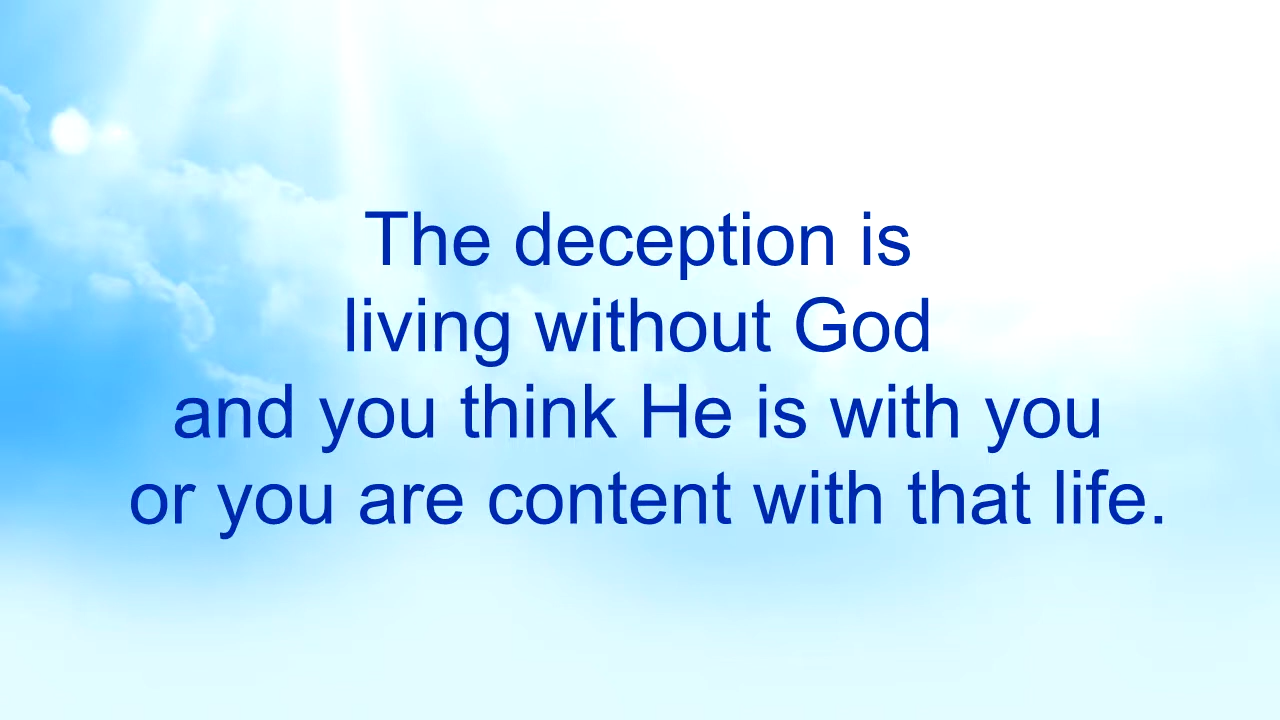 The deception is
living without God
and you think He is with you
or you are content with that life.